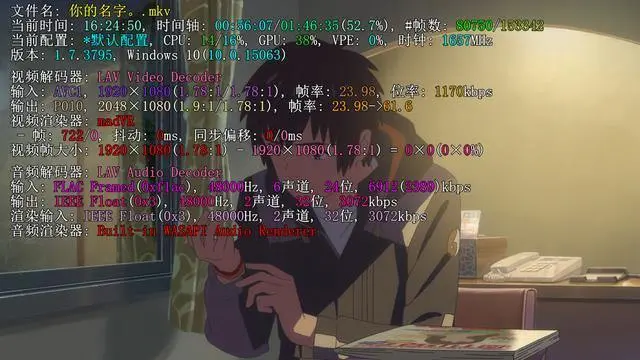 文件名: 你的名字。.mkv
当前时间: 16:24:50, 时间轴: 00:56:07/01:46:35(52.7%), #帧数: 80750/153342
当前配置: *默认配置, CPU: 14/16%, GPU: 38%, VPE: 0%, 时钟: 1657MHz
版本: 1.7.3795, Windows 10(10.0.15063)
视频解码器: LAV Video Decoder
输入: AVC1, 1920×1080(1.78:1/1.78:1), 帧率: 23.98, 位率: 1170kbps
输出: P010, 2048×1080(1.9:1/1.78:1), 帧率: 23.98->61.6
视频渲染器: madVR
- 帧: 722/0, 抖动: 0ms, 同步偏移: 0/0ms
视频帧大小: 1920×1080(1.78:1) - 1920×1080(1.78:1) = 0×0(0×0%)
音频解码器: LAV Audio Decoder
输入: FLAC Framed(0xflac), 48000Hz, 6声道, 24位, 6912(2389)kbps
输出: IEEE Float(0x3), 48000Hz, 2声道, 32位, 3072kbps
渲染输入: IEEE Float(0x3), 48000Hz, 2声道, 32位, 3072kbps
音频渲染器: Built-in WASAPI Audio Renderer